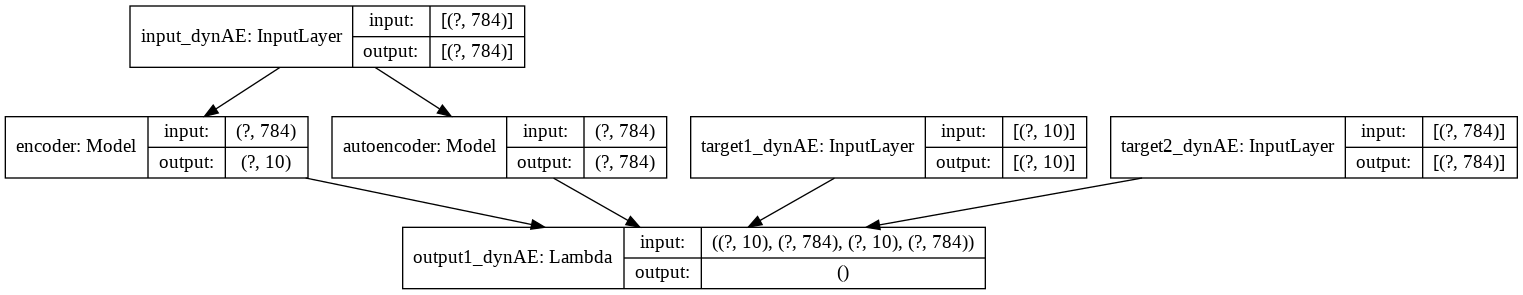 input_dynAE: InputLayer
input: [(?, 784)]
output: [(?, 784)]
encoder: Model
input: (?, 784)
output: (?, 10)
autoencoder: Model
input: (?, 784)
output: (?, 784)
target1_dynAE: InputLayer
input: [(?, 10)]
output: [(?, 10)]
target2_dynAE: InputLayer
input: [(?, 784)]
output: [(?, 784)]
output1_dynAE: Lambda
input: ((?, 10), (?, 784), (?, 10), (?, 784))
output: ()